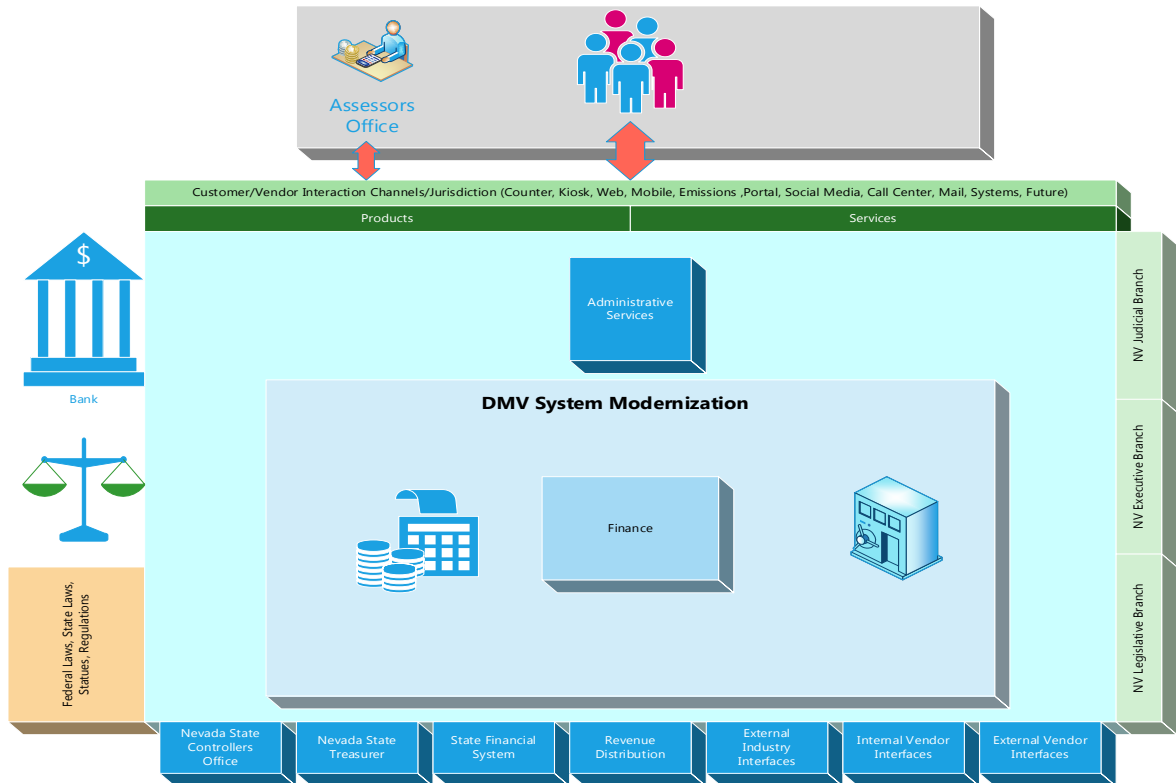 Assessors
Office
Customer/Vendor Interaction Channels/Jurisdiction (Counter, Kiosk, Web, Mobile, Emissions ,Portal, Social Media, Call Center, Mail, Systems, Future)
Products
Services
$
Bank
Administrative
Services
NV Judicial Branch
DMV System Modernization
NV Executive Branch
Finance
Federal Laws, State Laws,
Statues, Regulations
NV Legislative Branch
Nevada State
Controllers
Office
Nevada State
Treasurer
State Financial
System
Revenue
Distribution
External
Industry
Interfaces
Internal Vendor
Interfaces
External Vendor
Interfaces